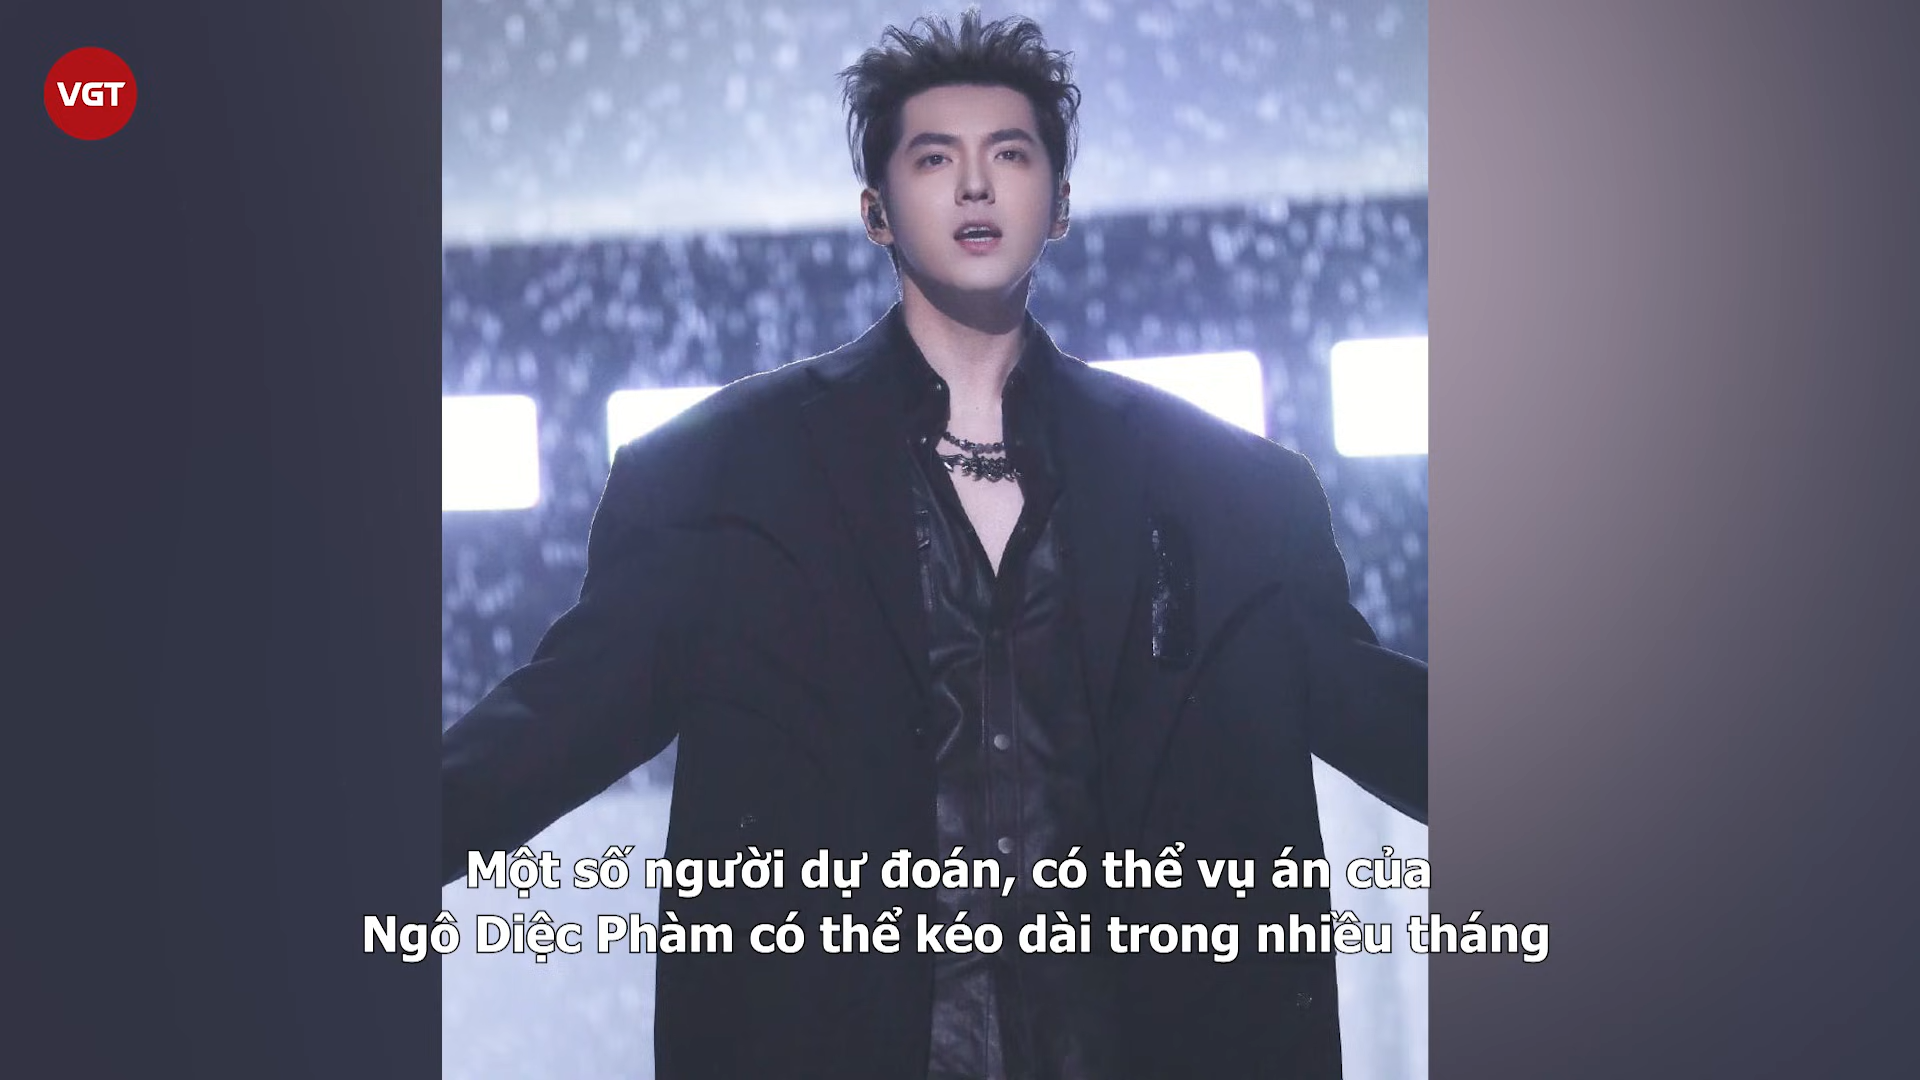 VGT
Một số người dự đoán, có thể vụ án của
Ngô Diệc Phàm có thể kéo dài trong nhiều tháng